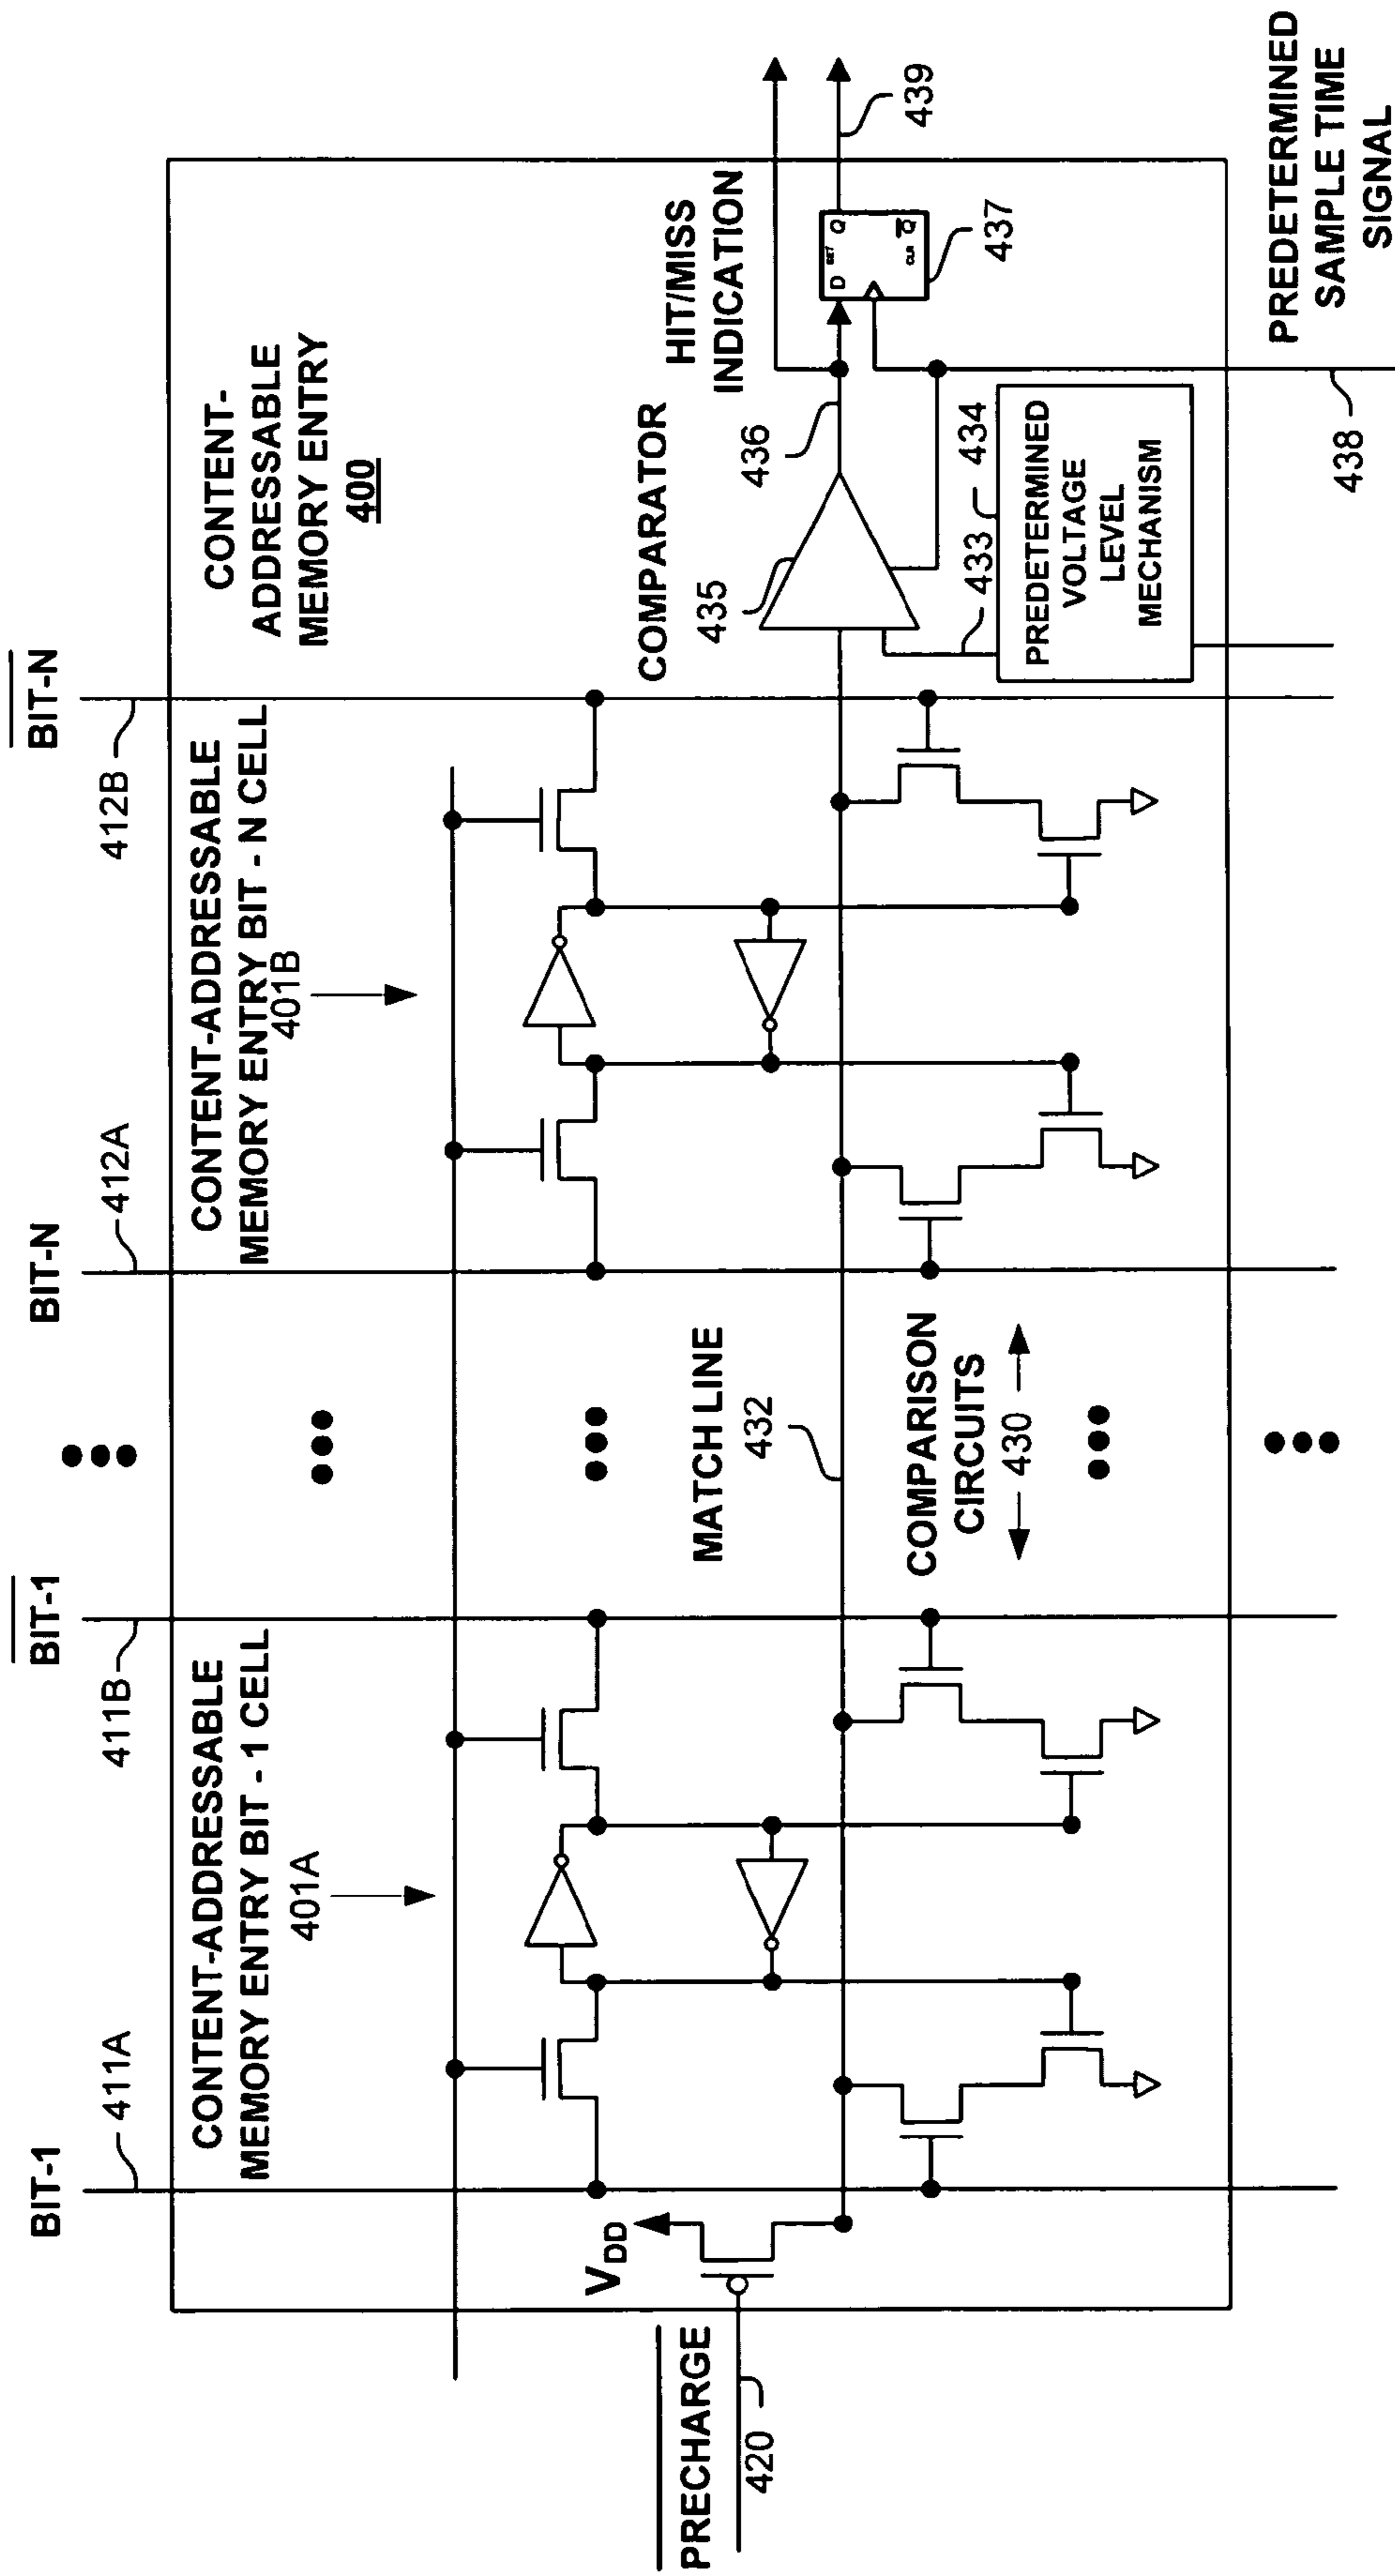 BIT-1
411A
BIT-1
411B
BIT-N
412A
BIT-N
412B
CONTENT-ADDRESSABLE
MEMORY ENTRY BIT - 1 CELL
401A
CONTENT-ADDRESSABLE
MEMORY ENTRY BIT - N CELL
401B
CONTENT-
ADDRESSABLE
MEMORY ENTRY
400
VDD
PRECHARGE
420
MATCH LINE
432
COMPARISON
CIRCUITS
430
COMPARATOR
435
436
HIT/MISS
INDICATION
D
SET
Q
CLR
Q
437
439
433
434
PREDETERMINED
VOLTAGE
LEVEL
MECHANISM
438
PREDETERMINED
SAMPLE TIME
SIGNAL